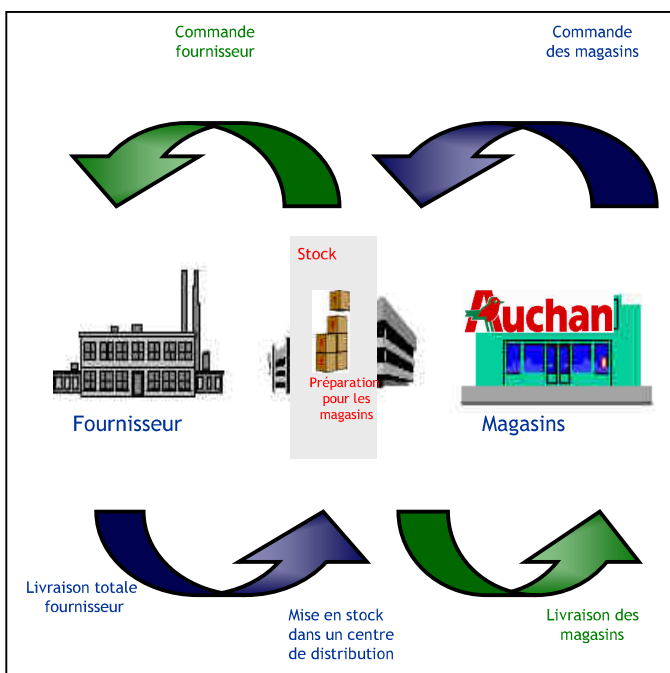 Commande
fournisseur
Commande
des magasins
Stock
Auchan
Préparation
pour les
magasins
Fournisseur
Magasins
Livraison totale
fournisseur
Mise en stock
dans un centre
de distribution
Livraison des
magasins